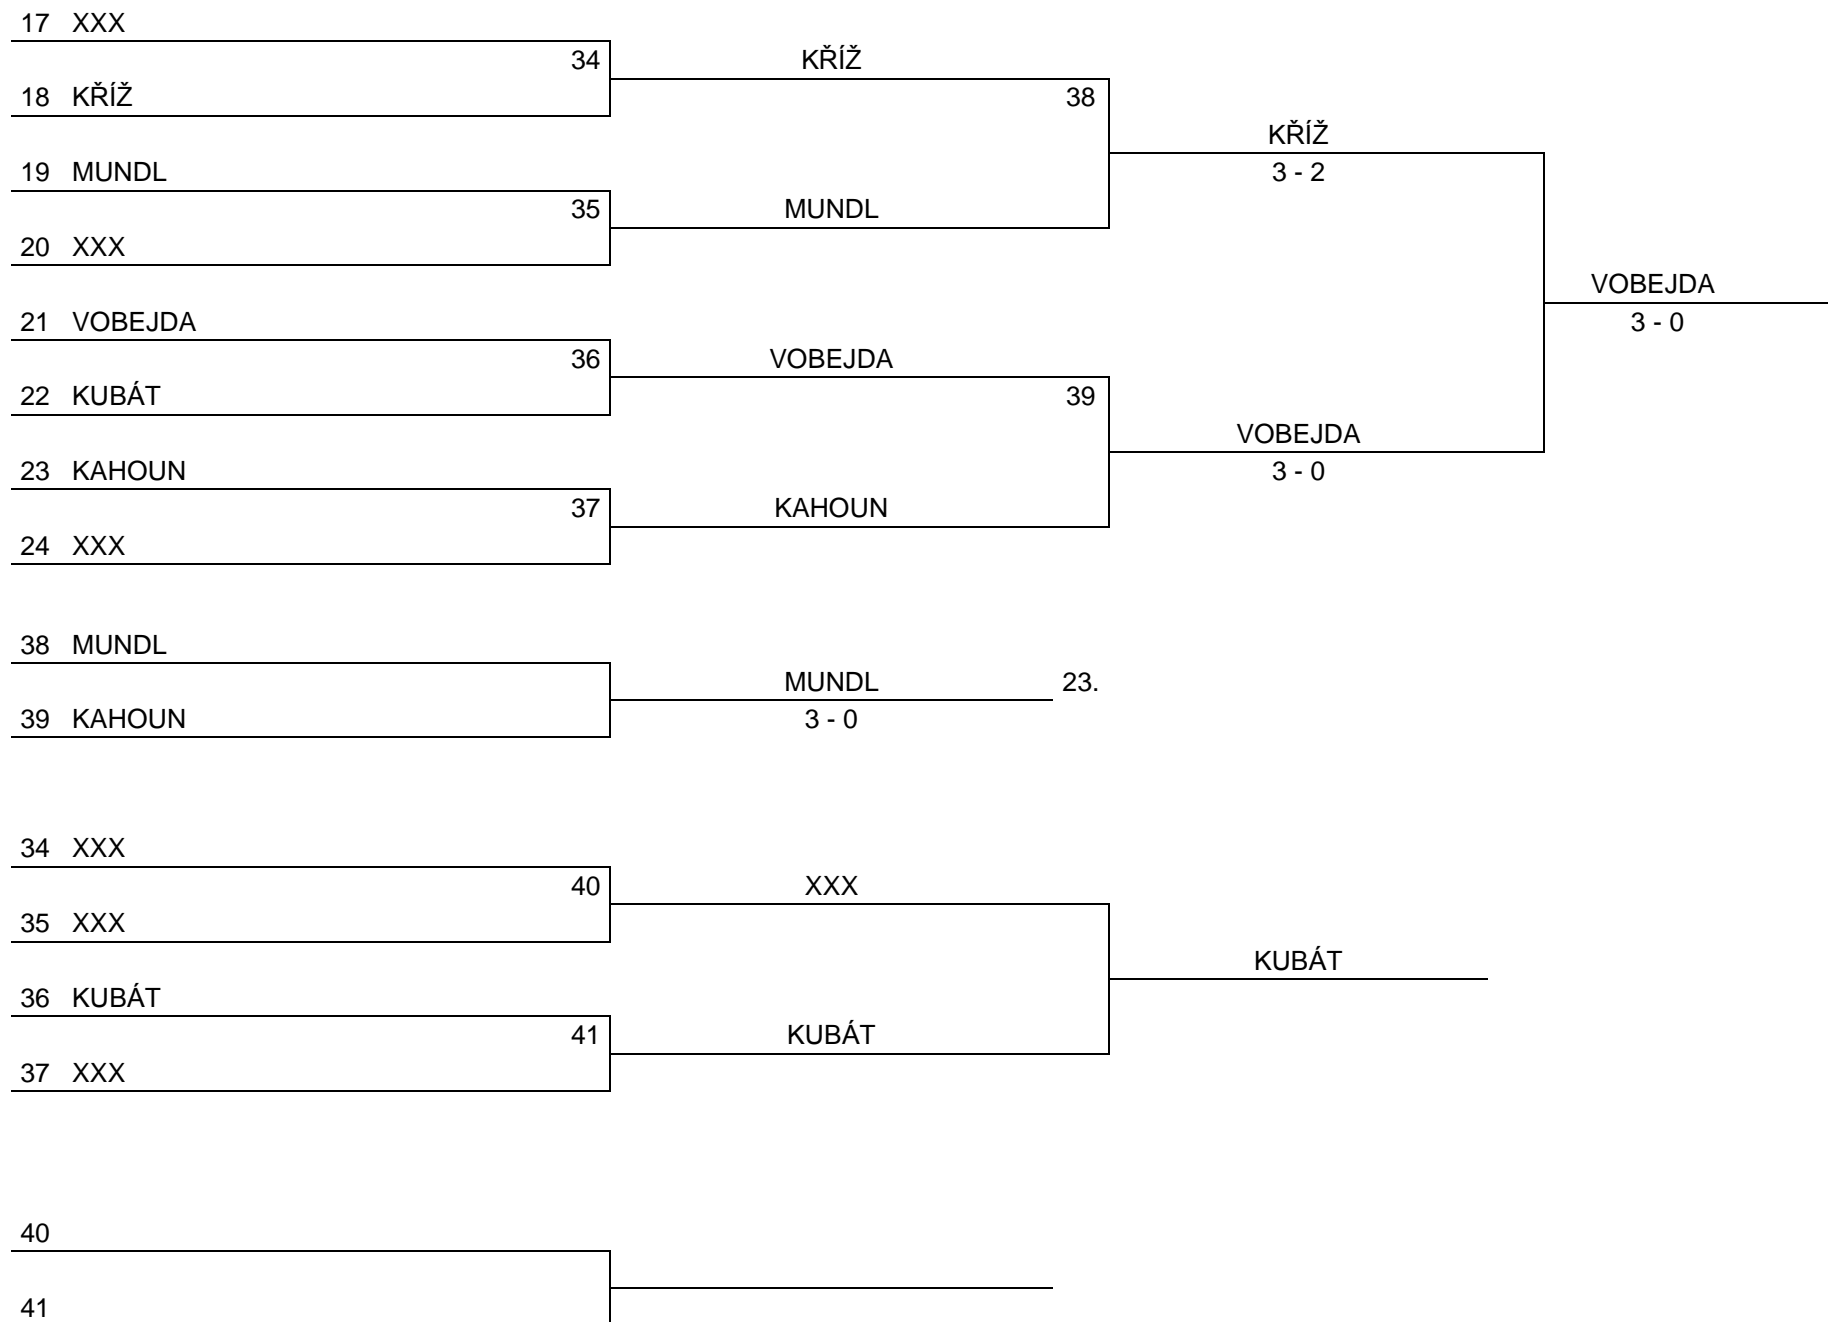 17 XXX
34 KŘÍŽ
18 KŘÍŽ 38
KŘÍŽ
19 MUNDL 3 - 2
35 MUNDL
20 XXX
VOBEJDA
21 VOBEJDA 3 - 0
36 VOBEJDA
22 KUBÁT 39
VOBEJDA
23 KAHOUN 3 - 0
37 KAHOUN
24 XXX
38 MUNDL
MUNDL 23.
39 KAHOUN 3 - 0
34 XXX
40 XXX
35 XXX
KUBÁT
36 KUBÁT
41 KUBÁT
37 XXX
40
41